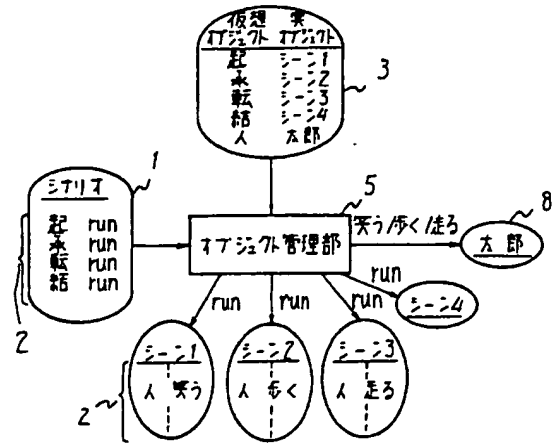 仮想 実
オブジェクト オブジェクト
起 シーン1
承 シーン2
転 シーン3
結 シーン4
人 太郎
3
1
シナリオ
起 run
承 run
転 run
結 run
2
5
オブジェクト管理部
笑う/歩く/走る
8
太郎
run
シーン4
run
run
run
シーン1
人 笑う
シーン2
人 歩く
シーン3
人 走る
2